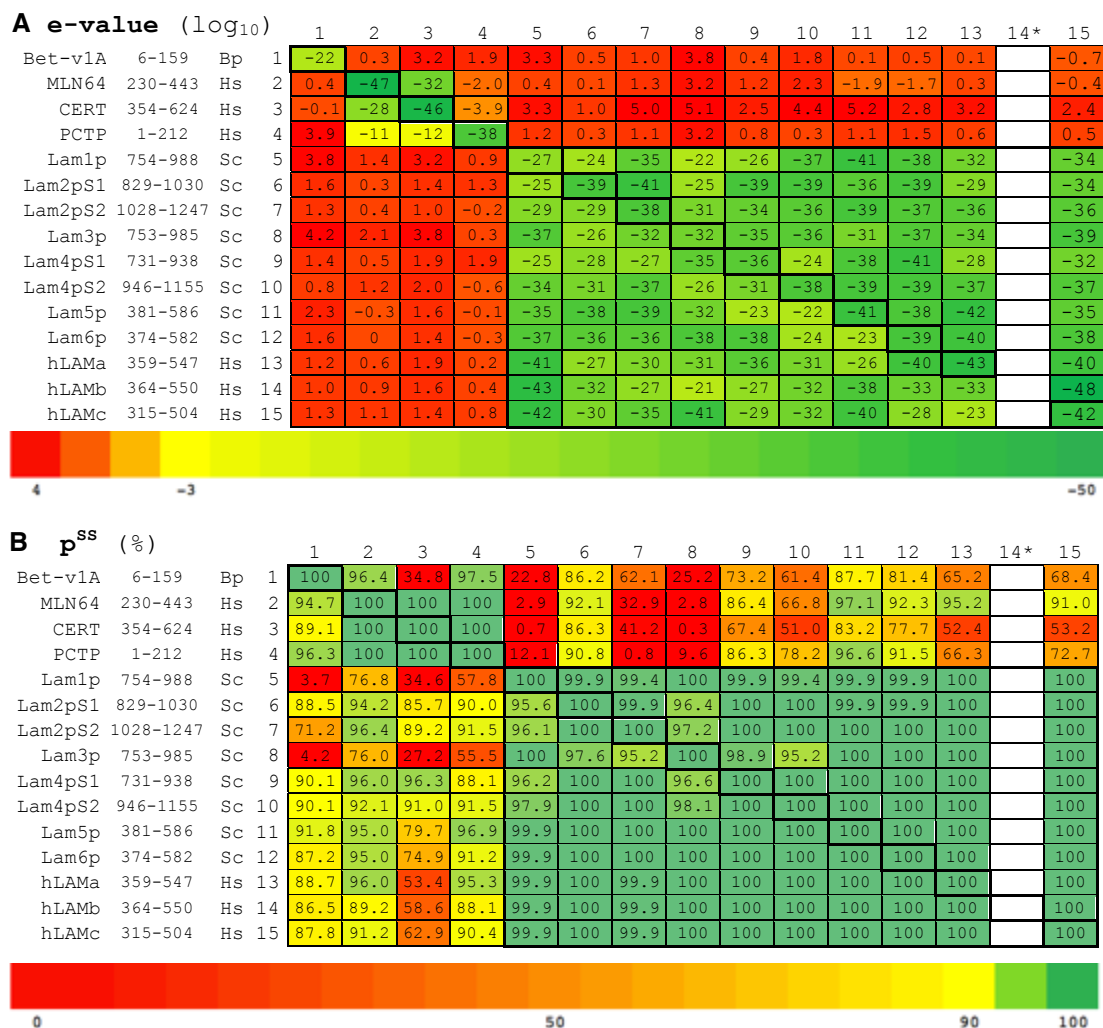 A e-value (log10)
1 2 3 4 5 6 7 8 9 10 11 12 13 14* 15
Bet-v1A 6-159 Bp 1 -22 0.3 3.2 1.9 3.3 0.5 1.0 3.8 0.4 1.8 0.1 0.5 0.1 -0.7
MLN64 230-443 Hs 2 0.4 -47 -32 -2.0 0.4 0.1 1.3 3.2 1.2 2.3 -1.9 -1.7 0.3 -0.4
CERT 354-624 Hs 3 -0.1 -28 -46 -3.9 3.3 1.0 5.0 5.1 2.5 4.4 5.2 2.8 3.2 2.4
PCTP 1-212 Hs 4 3.9 -11 -12 -38 1.2 0.3 1.1 3.2 0.8 0.3 1.1 1.5 0.6 0.5
Lam1p 754-988 Sc 5 3.8 1.4 3.2 0.9 -27 -24 -35 -22 -26 -37 -41 -38 -32 -34
Lam2pS1 829-1030 Sc 6 1.6 0.3 1.4 1.3 -25 -39 -41 -25 -39 -39 -36 -39 -29 -34
Lam2pS2 1028-1247 Sc 7 1.3 0.4 1.0 -0.2 -29 -29 -38 -31 -34 -36 -39 -37 -36 -36
Lam3p 753-985 Sc 8 4.2 2.1 3.8 0.3 -37 -26 -32 -32 -35 -36 -31 -37 -34 -39
Lam4pS1 731-938 Sc 9 1.4 0.5 1.9 1.9 -25 -28 -27 -35 -36 -24 -38 -41 -28 -32
Lam4pS2 946-1155 Sc 10 0.8 1.2 2.0 -0.6 -34 -31 -37 -26 -31 -38 -39 -39 -37 -37
Lam5p 381-586 Sc 11 2.3 -0.3 1.6 -0.1 -35 -38 -39 -32 -23 -22 -41 -38 -42 -35
Lam6p 374-582 Sc 12 1.6 0 1.4 -0.3 -37 -36 -36 -38 -38 -24 -23 -39 -40 -38
hLAMa 359-547 Hs 13 1.2 0.6 1.9 0.2 -41 -27 -30 -31 -36 -31 -26 -40 -43 -40
hLAMb 364-550 Hs 14 1.0 0.9 1.6 0.4 -43 -32 -27 -21 -27 -32 -38 -33 -33 -48
hLAMc 315-504 Hs 15 1.3 1.1 1.4 0.8 -42 -30 -35 -41 -29 -32 -40 -28 -23 -42
4 -3 -50
B pSS (%)
1 2 3 4 5 6 7 8 9 10 11 12 13 14* 15
Bet-v1A 6-159 Bp 1 100 96.4 34.8 97.5 22.8 86.2 62.1 25.2 73.2 61.4 87.7 81.4 65.2 68.4
MLN64 230-443 Hs 2 94.7 100 100 100 2.9 92.1 32.9 2.8 86.4 66.8 97.1 92.3 95.2 91.0
CERT 354-624 Hs 3 89.1 100 100 100 0.7 86.3 41.2 0.3 67.4 51.0 83.2 77.7 52.4 53.2
PCTP 1-212 Hs 4 96.3 100 100 100 12.1 90.8 0.8 9.6 86.3 78.2 96.6 91.5 66.3 72.7
Lam1p 754-988 Sc 5 3.7 76.8 34.6 57.8 100 99.9 99.4 100 99.9 99.4 99.9 99.9 100 100
Lam2pS1 829-1030 Sc 6 88.5 94.2 85.7 90.0 95.6 100 99.9 96.4 100 100 99.9 99.9 100 100
Lam2pS2 1028-1247 Sc 7 71.2 96.4 89.2 91.5 96.1 100 100 97.2 100 100 100 100 100 100
Lam3p 753-985 Sc 8 4.2 76.0 27.2 55.5 100 97.6 95.2 100 98.9 95.2 100 100 100 100
Lam4pS1 731-938 Sc 9 90.1 96.0 96.3 88.1 96.2 100 100 96.6 100 100 100 100 100 100
Lam4pS2 946-1155 Sc 10 90.1 92.1 91.0 91.5 97.9 100 100 98.1 100 100 100 100 100 100
Lam5p 381-586 Sc 11 91.8 95.0 79.7 96.9 99.9 100 100 100 100 100 100 100 100 100
Lam6p 374-582 Sc 12 87.2 95.0 74.9 91.2 99.9 100 100 100 100 100 100 100 100 100
hLAMa 359-547 Hs 13 88.7 96.0 53.4 95.3 99.9 100 99.9 100 100 100 100 100 100 100
hLAMb 364-550 Hs 14 86.5 89.2 58.6 88.1 99.9 100 99.9 100 100 100 100 100 100 100
hLAMc 315-504 Hs 15 87.8 91.2 62.9 90.4 99.9 100 99.9 100 100 100 100 100 100 100
0 50 90 100